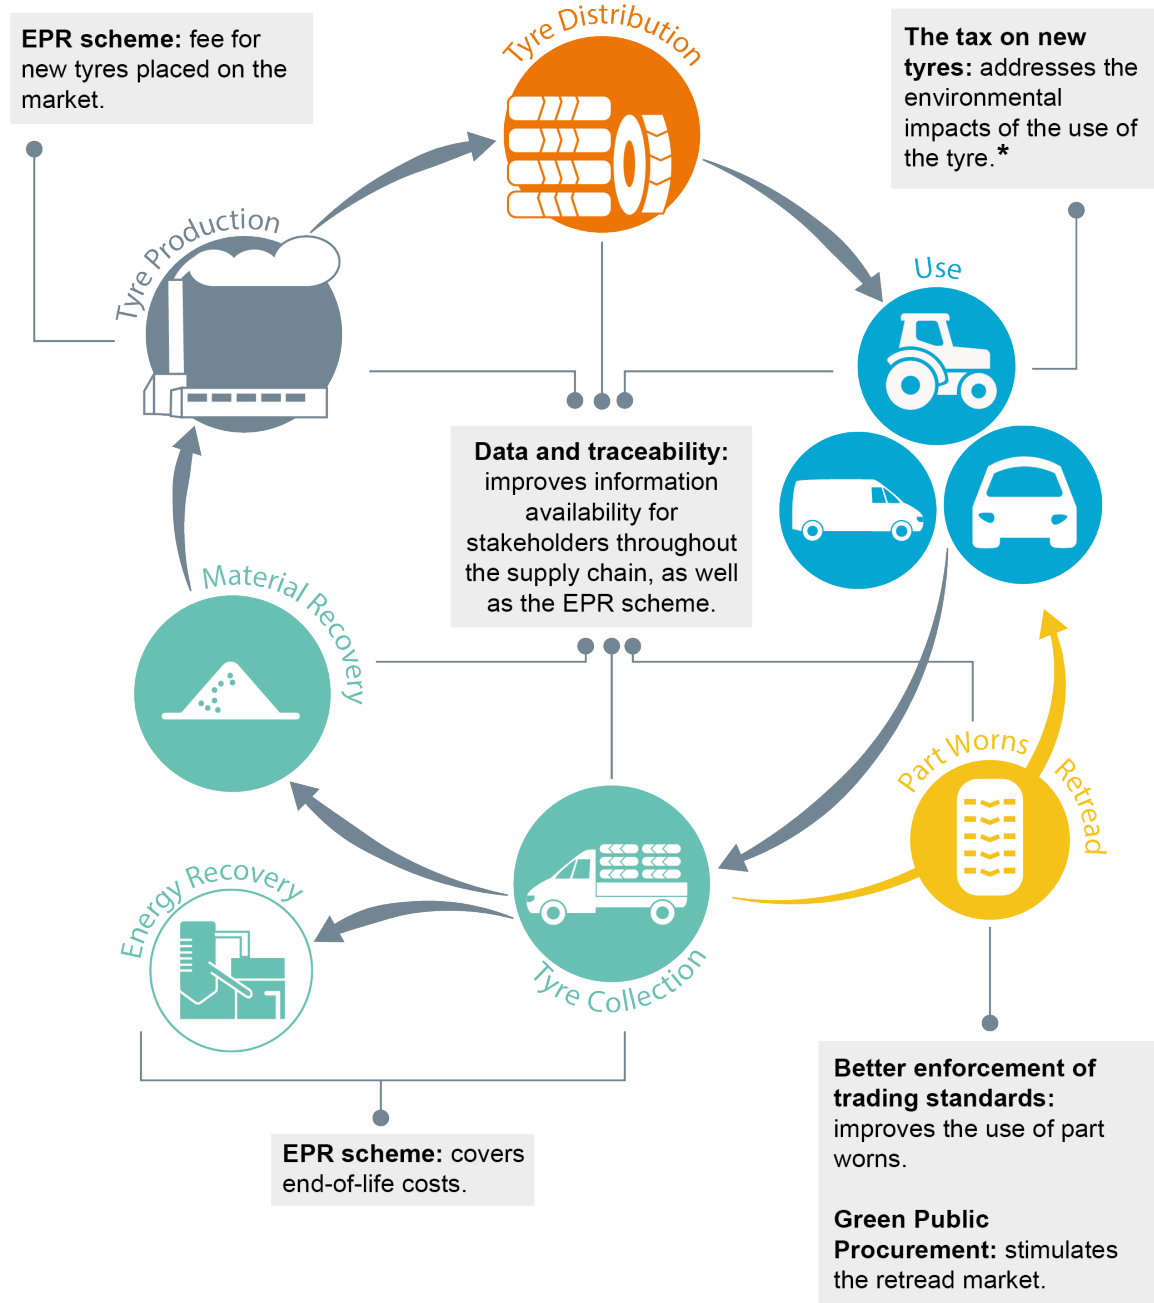 EPR scheme: fee for
new tyres placed on the
market.
Tyre Distribution
The tax on new
tyres: addresses the
environmental
impacts of the use of
the tyre.*
Tyre Production
Use
Data and traceability:
improves information
availability for
stakeholders throughout
the supply chain, as well
as the EPR scheme.
Material Recovery
Part Worns
Retread
Energy Recovery
Tyre Collection
EPR scheme: covers
end-of-life costs.
Better enforcement of
trading standards:
improves the use of part
worns.
Green Public
Procurement: stimulates
the retread market.